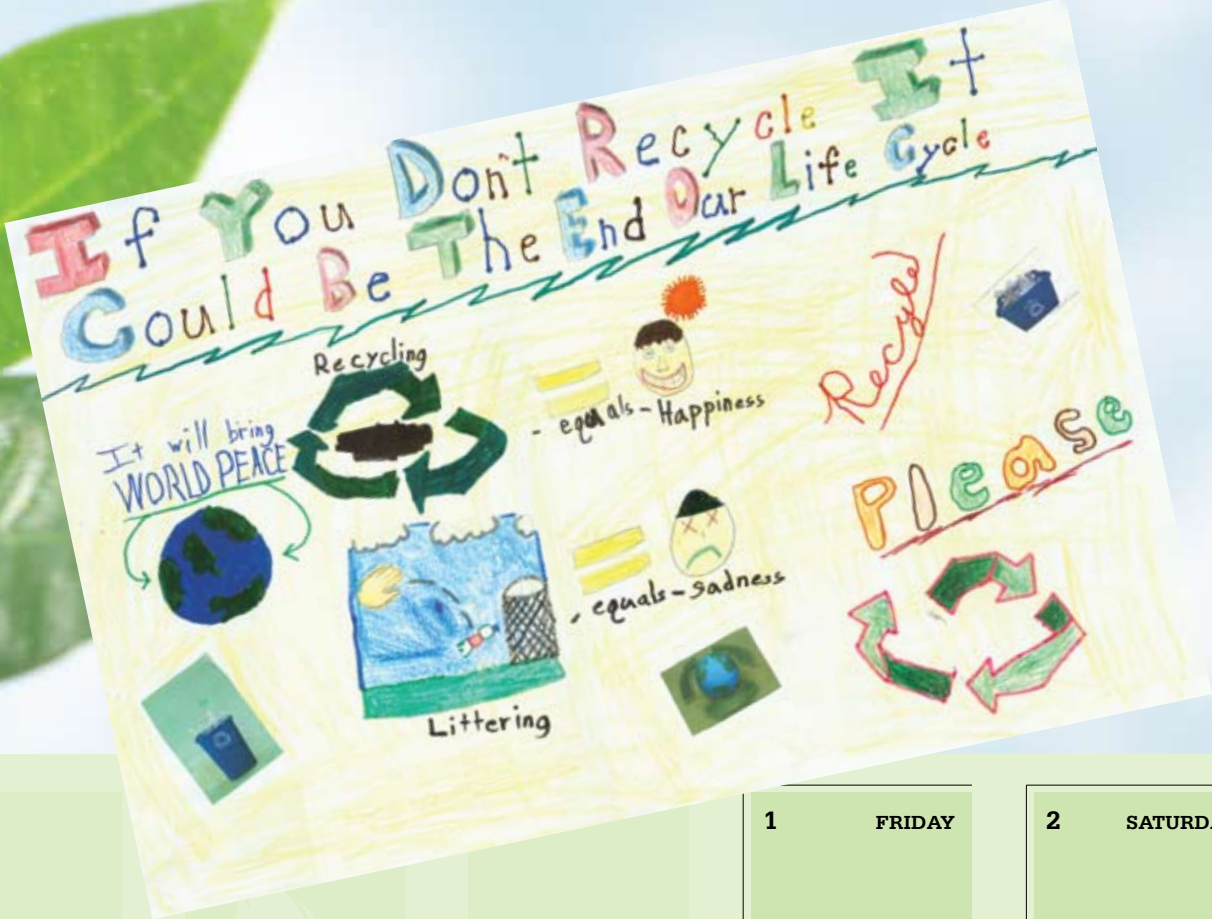 If You Don't Recycle It
Could Be The End Our Life Cycle
Recycling
- equals - Happiness
Recycle
It will bring
WORLD PEACE
Please
- equals - Sadness
Littering
1 FRIDAY
2 SATURDA